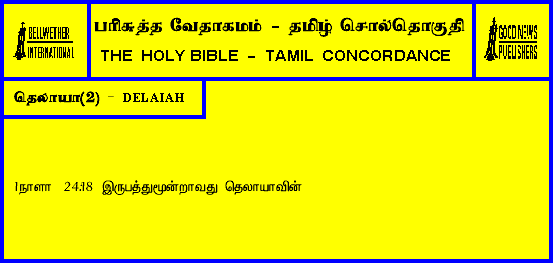 BELLWETHER
INTERNATIONAL
பரிசுத்த வேதாகமம் - தமிழ் சொல்தொகுதி
THE HOLY BIBLE - TAMIL CONCORDANCE
GOOD NEWS
PUBLISHERS
தெலாயா(2) - DELAIAH
1நாளா 24:18 இருபத்துமூன்றாவது தெலாயாவின்